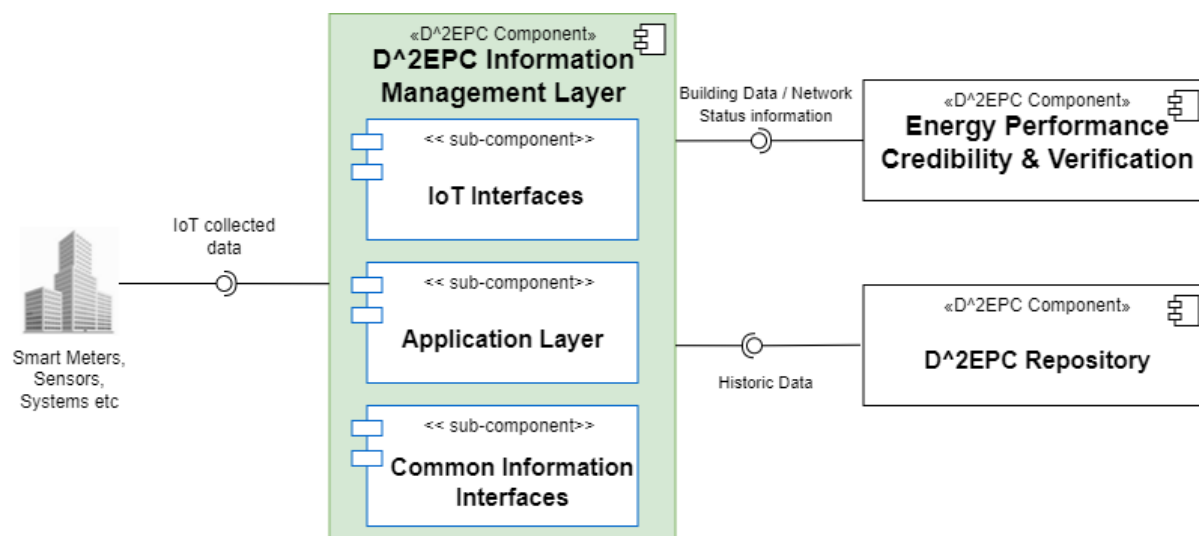 «D^2EPC Component»
D^2EPC Information
Management Layer
<< sub-component>>
IoT Interfaces
<< sub-component>>
Application Layer
<< sub-component>>
Common Information
Interfaces
IoT collected
data
Smart Meters,
Sensors,
Systems etc
Building Data / Network
Status information
«D^2EPC Component»
Energy Performance
Credibility & Verification
Historic Data
«D^2EPC Component»
D^2EPC Repository